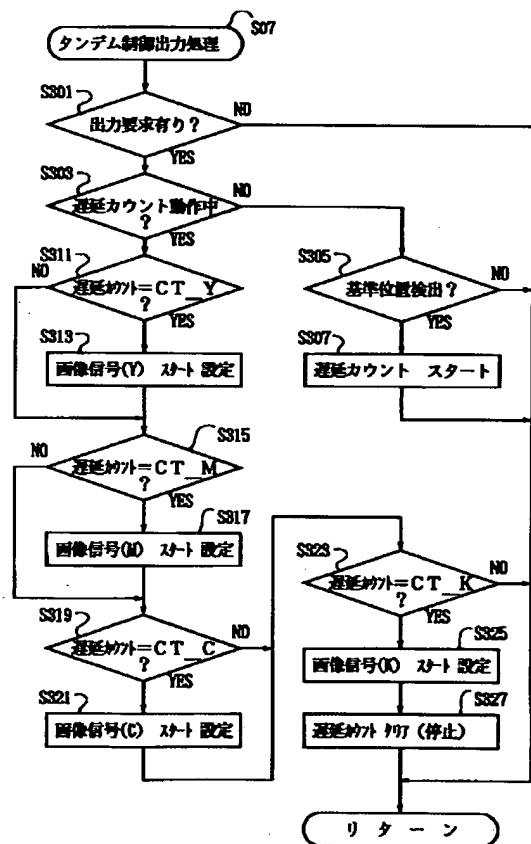 S07
タンデム制御出力処理
S301
出力要求有り？
NO
YES
S303
遅延カウント動作中
？
NO
YES
S311
NO
遅延ｶｳﾝﾄ＝CT＿Y
？
YES
S313
画像信号(Y) ｽﾀｰﾄ 設定
S305
基準位置検出？
NO
YES
S307
遅延カウント スタート
S315
NO
遅延ｶｳﾝﾄ＝CT＿M
？
YES
S317
画像信号(M) ｽﾀｰﾄ 設定
S319
遅延ｶｳﾝﾄ＝CT＿C
？
NO
YES
S321
画像信号(C) ｽﾀｰﾄ 設定
S323
遅延ｶｳﾝﾄ＝CT＿K
？
NO
YES
S325
画像信号(K) ｽﾀｰﾄ 設定
S327
遅延ｶｳﾝﾄ ｸﾘｱ (停止)
リターン